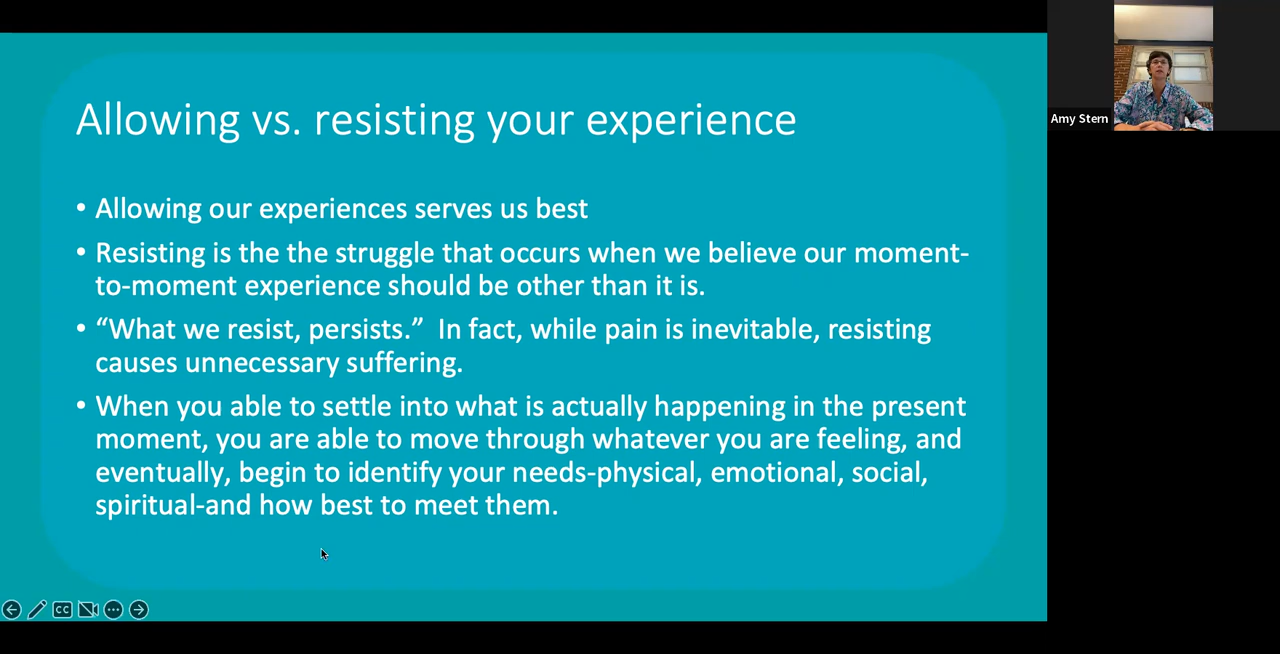 Allowing vs. resisting your experience
• Allowing our experiences serves us best
• Resisting is the the struggle that occurs when we believe our moment-
to-moment experience should be other than it is.
• “What we resist, persists.”  In fact, while pain is inevitable, resisting
causes unnecessary suffering.
• When you able to settle into what is actually happening in the present
moment, you are able to move through whatever you are feeling, and
eventually, begin to identify your needs-physical, emotional, social,
spiritual-and how best to meet them.
CC
Amy Stern